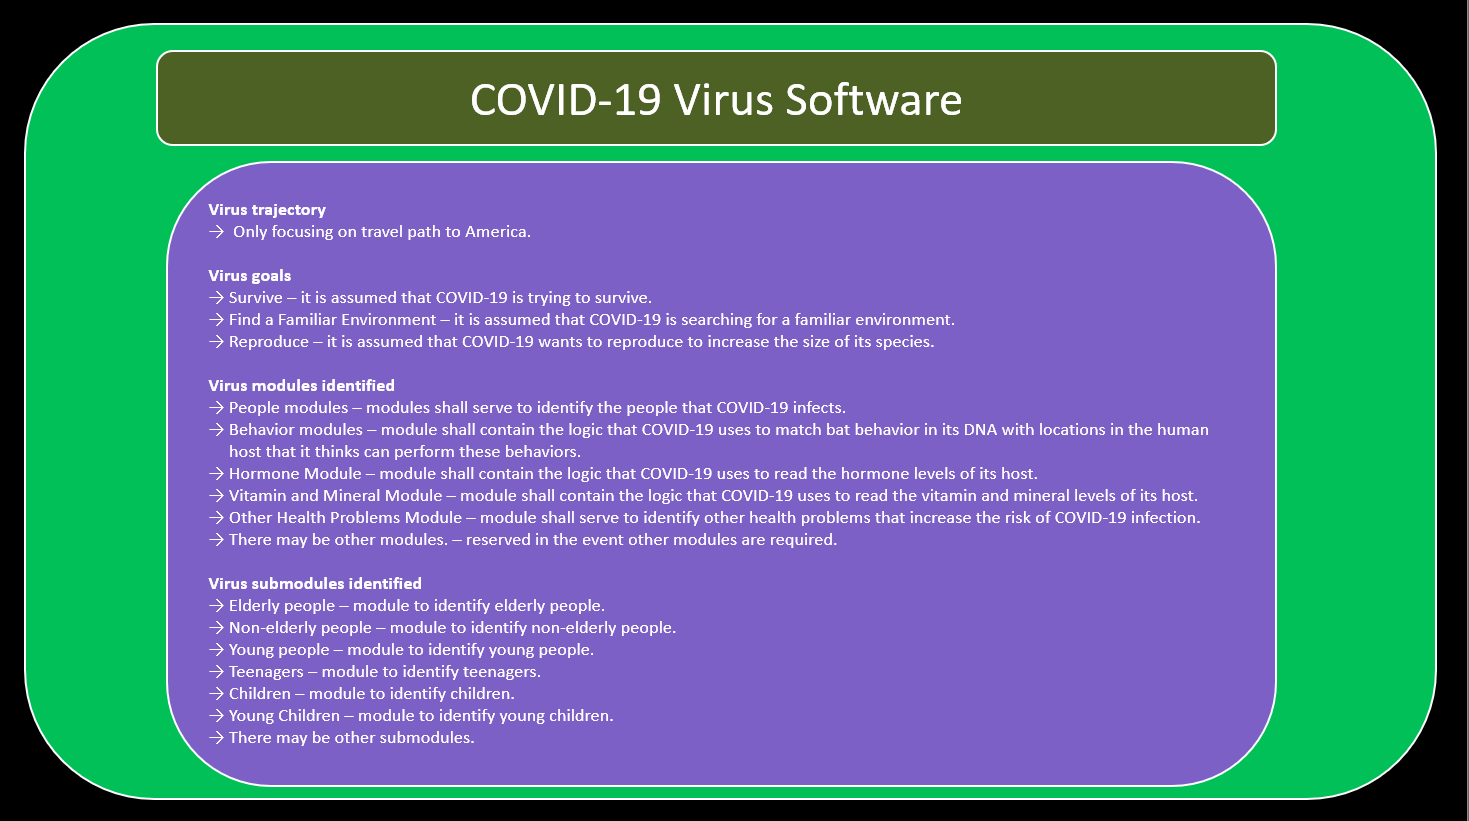 COVID-19 Virus Software
Virus trajectory
→ Only focusing on travel path to America.
Virus goals
→ Survive – it is assumed that COVID-19 is trying to survive.
→ Find a Familiar Environment – it is assumed that COVID-19 is searching for a familiar environment.
→ Reproduce – it is assumed that COVID-19 wants to reproduce to increase the size of its species.
Virus modules identified
→ People modules – modules shall serve to identify the people that COVID-19 infects.
→ Behavior modules – module shall contain the logic that COVID-19 uses to match bat behavior in its DNA with locations in the human
host that it thinks can perform these behaviors.
→ Hormone Module – module shall contain the logic that COVID-19 uses to read the hormone levels of its host.
→ Vitamin and Mineral Module – module shall contain the logic that COVID-19 uses to read the vitamin and mineral levels of its host.
→ Other Health Problems Module – module shall serve to identify other health problems that increase the risk of COVID-19 infection.
→ There may be other modules. – reserved in the event other modules are required.
Virus submodules identified
→ Elderly people – module to identify elderly people.
→ Non-elderly people – module to identify non-elderly people.
→ Young people – module to identify young people.
→ Teenagers – module to identify teenagers.
→ Children – module to identify children.
→ Young Children – module to identify young children.
→ There may be other submodules.